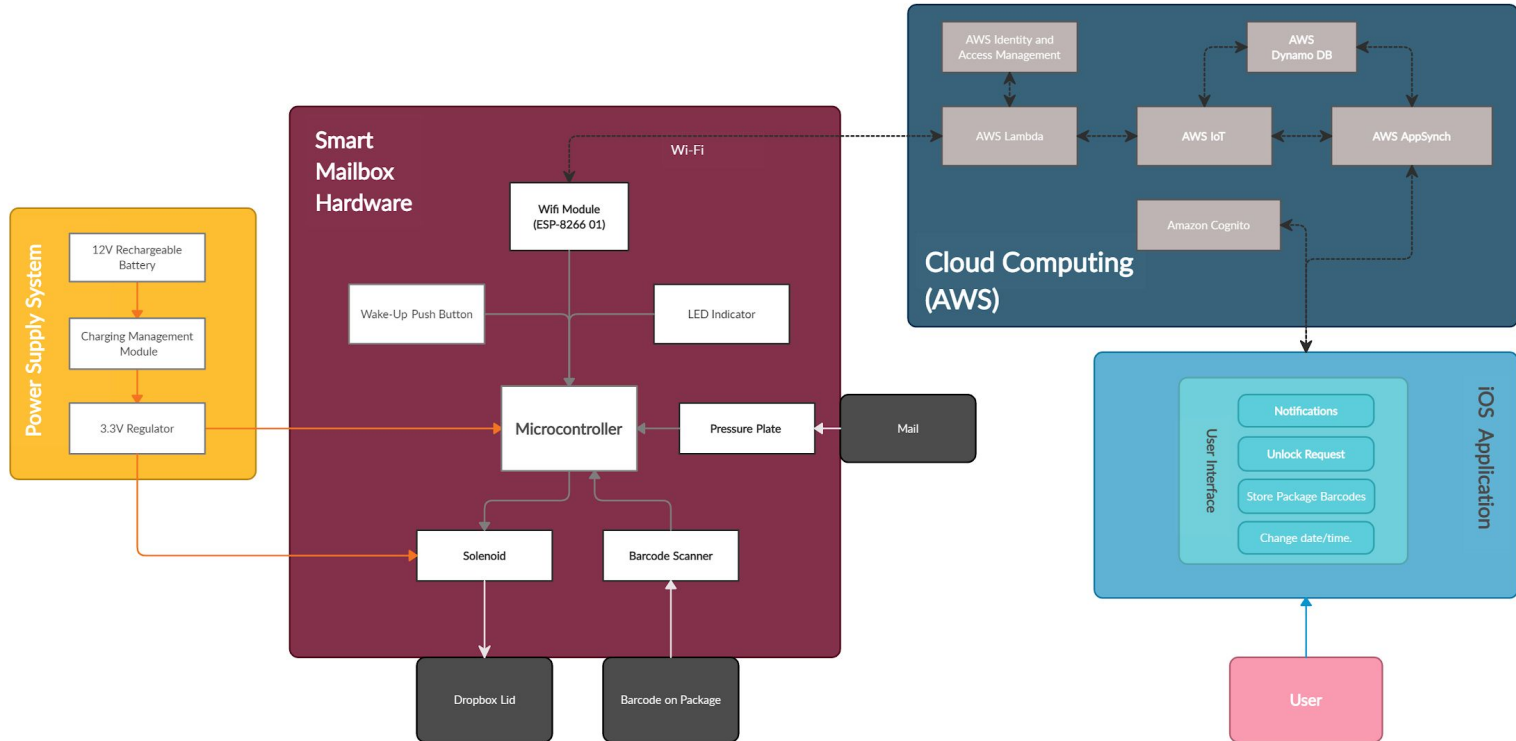 Power Supply System
12V Rechargeable
Battery
Charging Management
Module
3.3V Regulator
Smart
Mailbox
Hardware
Wi-Fi
Wifi Module
(ESP-8266 01)
Wake-Up Push Button
LED Indicator
Microcontroller
Pressure Plate
Mail
Solenoid
Barcode Scanner
Dropbox Lid
Barcode on Package
AWS Identity and
Access Management
AWS
Dynamo DB
AWS Lambda
AWS IoT
AWS AppSynch
Amazon Cognito
Cloud Computing
(AWS)
iOS Application
User Interface
Notifications
Unlock Request
Store Package Barcodes
Change date/time.
User